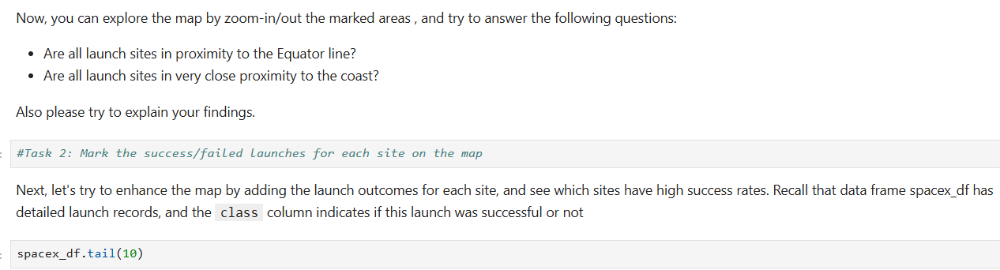 Now, you can explore the map by zoom-in/out the marked areas , and try to answer the following questions:
• Are all launch sites in proximity to the Equator line?
• Are all launch sites in very close proximity to the coast?
Also please try to explain your findings.
: #Task 2: Mark the success/failed launches for each site on the map
Next, let's try to enhance the map by adding the launch outcomes for each site, and see which sites have high success rates. Recall that data frame spacex_df has
detailed launch records, and the class column indicates if this launch was successful or not
: spacex_df.tail(10)